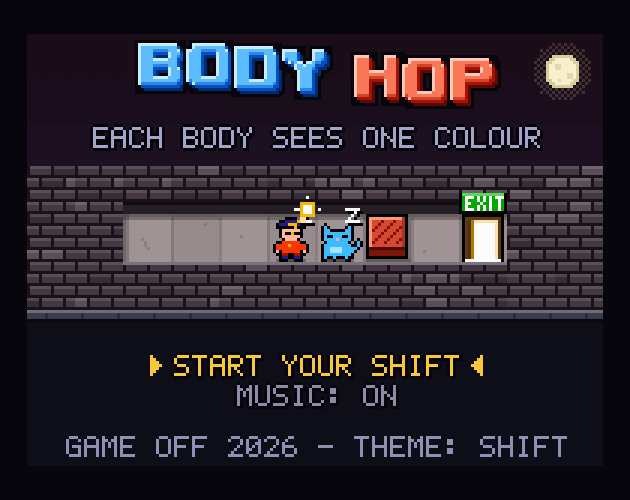 BODY HOP
EACH BODY SEES ONE COLOUR
EXIT
Z
START YOUR SHIFT
MUSIC: ON
GAME OFF 2026 - THEME: SHIFT